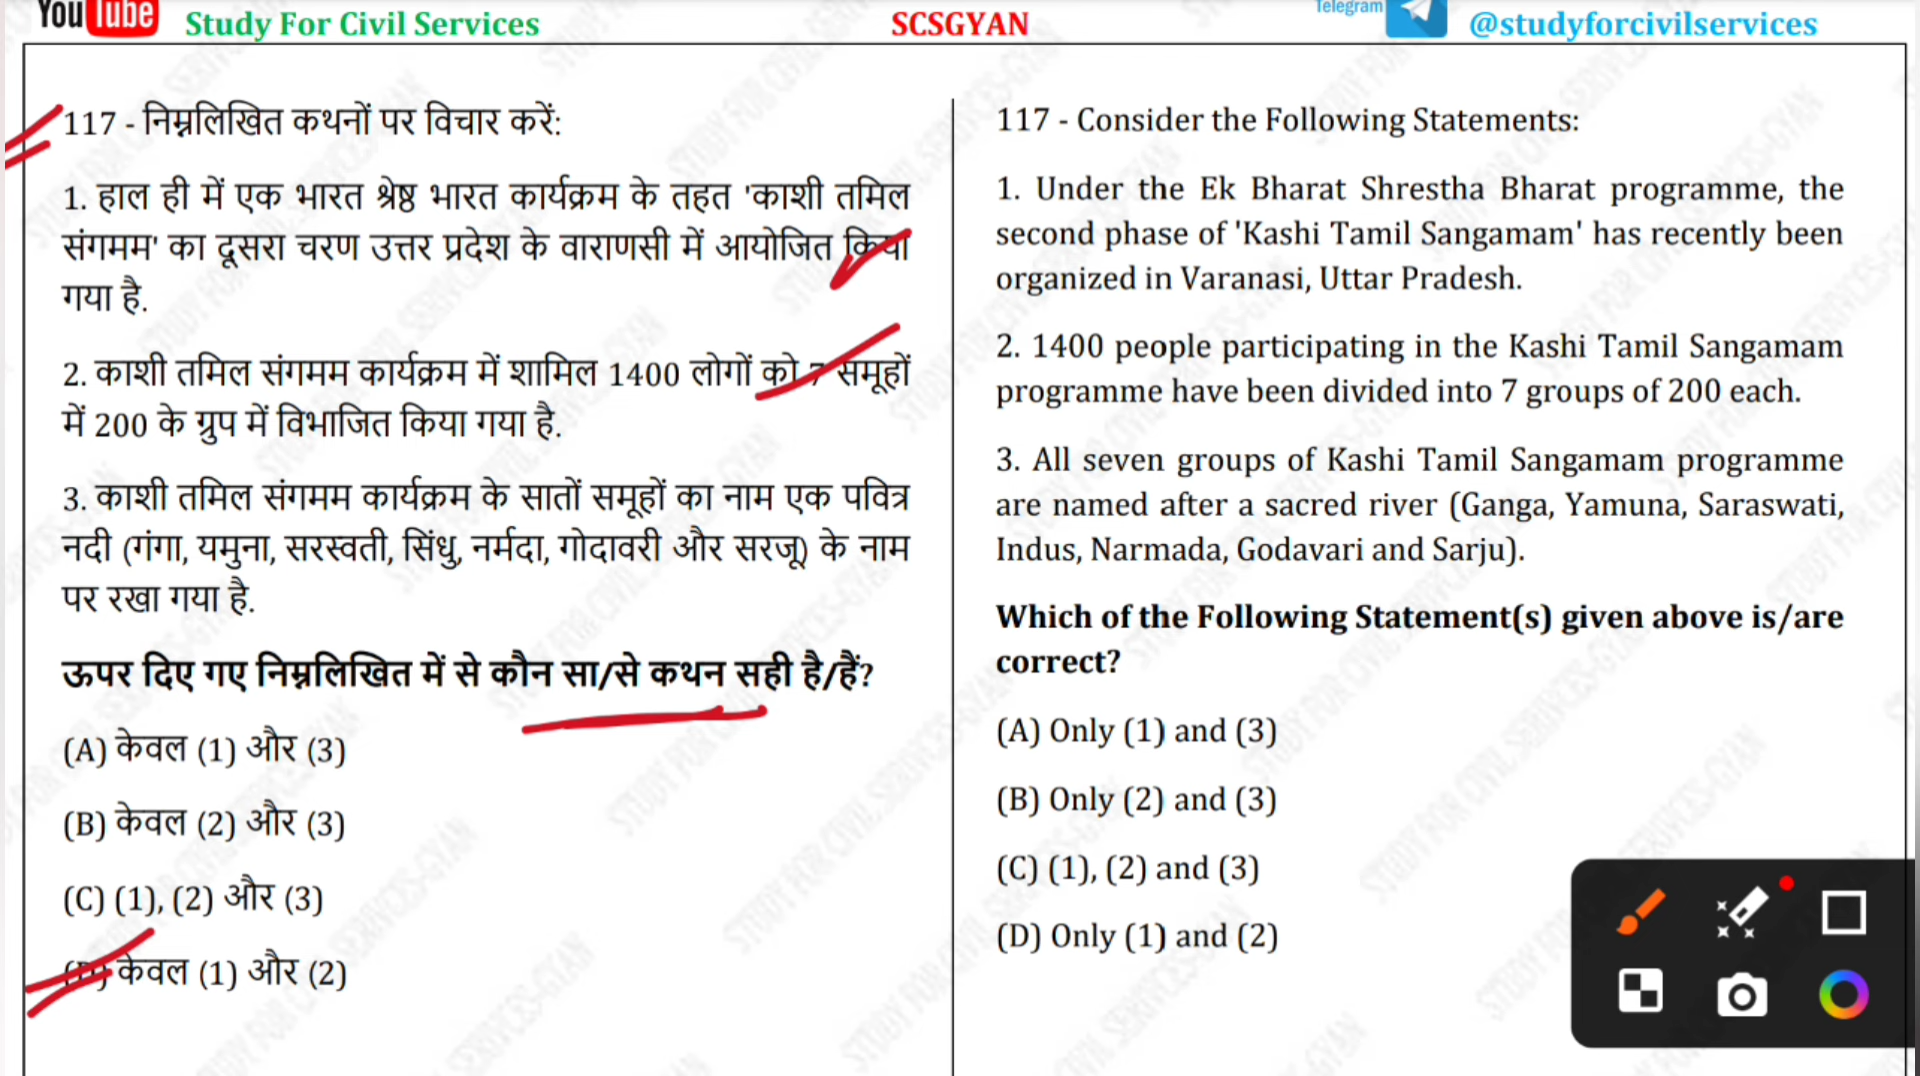 YouTube Study For Civil Services SCSGYAN Telegram @studyforcivilservices
117 - निम्नलिखित कथनों पर विचार करें:
1. हाल ही में एक भारत श्रेष्ठ भारत कार्यक्रम के तहत 'काशी तमिल
संगमम' का दूसरा चरण उत्तर प्रदेश के वाराणसी में आयोजित किया
गया है.
2. काशी तमिल संगमम कार्यक्रम में शामिल 1400 लोगों को 7 समूहों
में 200 के ग्रुप में विभाजित किया गया है.
3. काशी तमिल संगमम कार्यक्रम के सातों समूहों का नाम एक पवित्र
नदी (गंगा, यमुना, सरस्वती, सिंधु, नर्मदा, गोदावरी और सरजू) के नाम
पर रखा गया है.
ऊपर दिए गए निम्नलिखित में से कौन सा/से कथन सही है/हैं?
(A) केवल (1) और (3)
(B) केवल (2) और (3)
(C) (1), (2) और (3)
(D) केवल (1) और (2)
117 - Consider the Following Statements:
1. Under the Ek Bharat Shrestha Bharat programme, the
second phase of 'Kashi Tamil Sangamam' has recently been
organized in Varanasi, Uttar Pradesh.
2. 1400 people participating in the Kashi Tamil Sangamam
programme have been divided into 7 groups of 200 each.
3. All seven groups of Kashi Tamil Sangamam programme
are named after a sacred river (Ganga, Yamuna, Saraswati,
Indus, Narmada, Godavari and Sarju).
Which of the Following Statement(s) given above is/are
correct?
(A) Only (1) and (3)
(B) Only (2) and (3)
(C) (1), (2) and (3)
(D) Only (1) and (2)